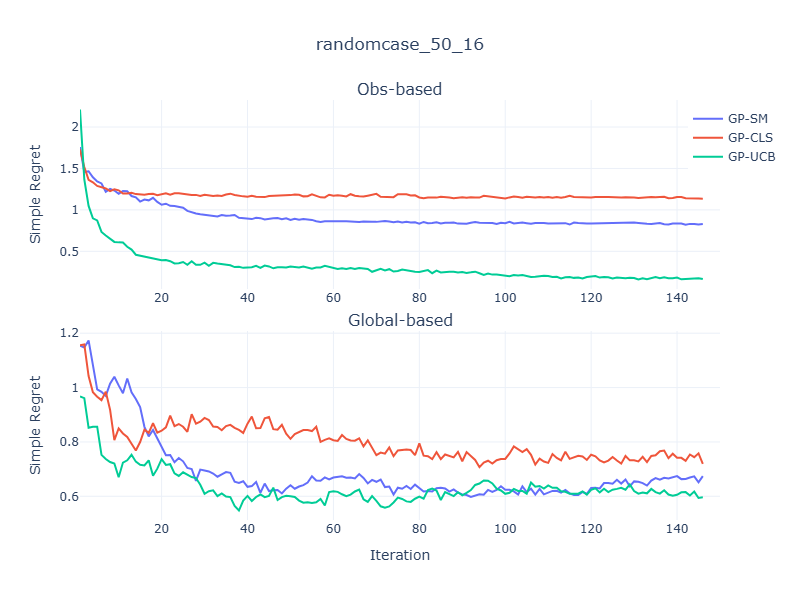 randomcase_50_16
Obs-based
GP-SM
GP-CLS
GP-UCB
2
1.5
1
0.5
Simple Regret
20 40 60 80 100 120 140
Global-based
1.2
1
0.8
0.6
Simple Regret
20 40 60 80 100 120 140
Iteration